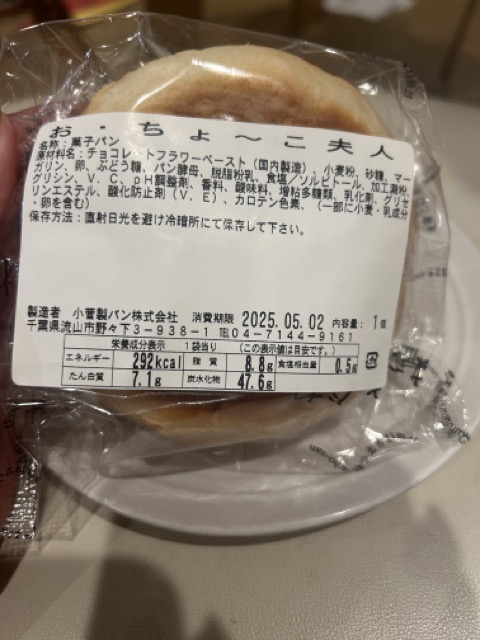 お・ちょ～こ夫人
名称：菓子パン
原材料名：チョコレートフラワーペースト（国内製造）、小麦粉、砂糖、マー
ガリン、卵、ぶどう糖、パン酵母、脱脂粉乳、食塩／ソルビトール、加工澱粉、
グリシン、V.C、pH調整剤、香料、酸味料、増粘多糖類、乳化剤、グリセ
リンエステル、酸化防止剤（V.E）、カロテン色素、（一部に小麦・乳成分
・卵を含む）
保存方法：直射日光を避け冷暗所にて保存して下さい。
製造者　小菅製パン株式会社　消費期限 2025.05.02 内容量：1個
千葉県流山市野々下3-938-1 TEL 04-7144-9161
栄養成分表示　1袋当り　（この表示値は目安です。）
エネルギー 292kcal 脂質 8.8g 食塩相当量 0.5g
たん白質 7.1g 炭水化物 47.6g